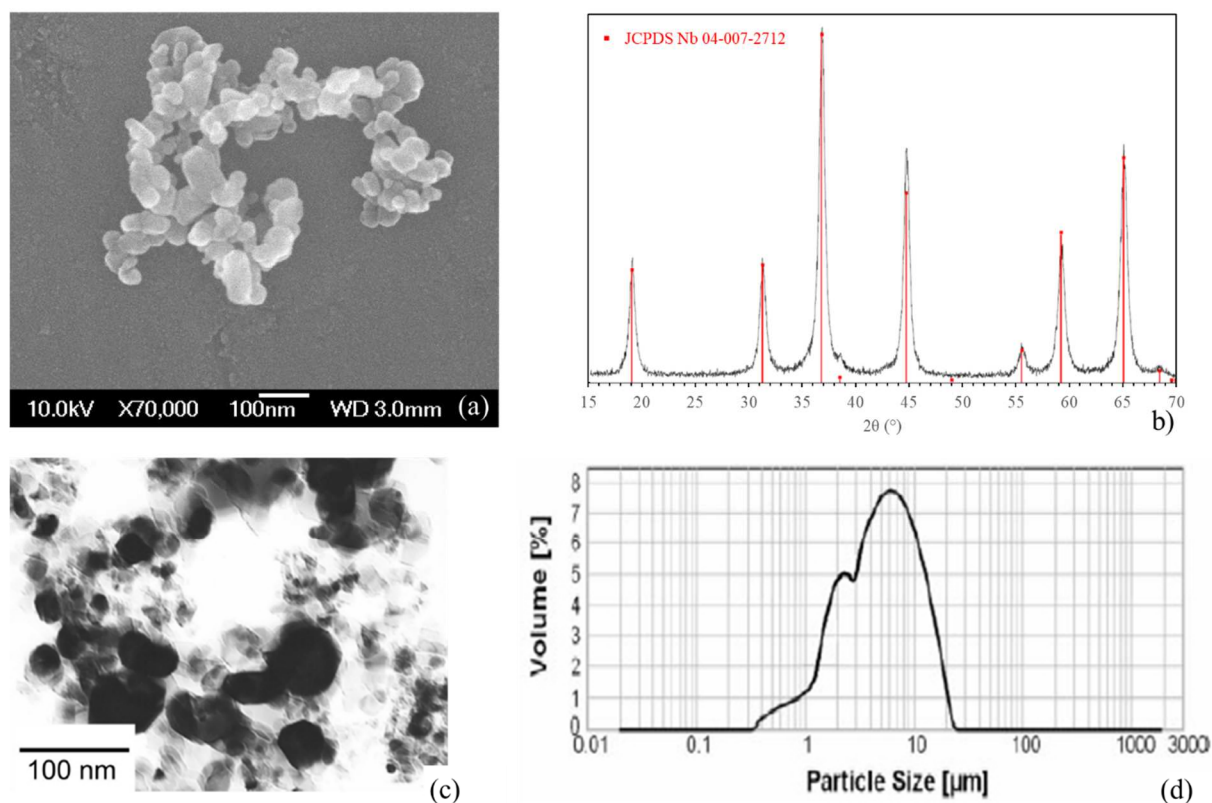 10.0kV X70,000 100nm WD 3.0mm (a)
JCPDS Nb 04-007-2712
15 20 25 30 35 40 45 50 55 60 65 70
2θ (°)
b)
100 nm
(c)
Volume [%]
8
7
6
5
4
3
2
1
0
0.01 0.1 1 10 100 1000 3000
Particle Size [µm]
(d)